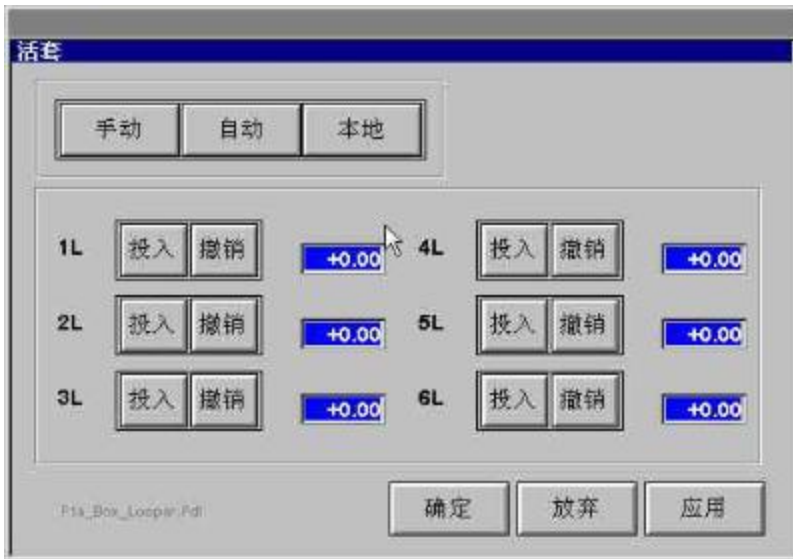 活套
手动 自动 本地
1L 投入 撤销 +0.00 4L 投入 撤销 +0.00
2L 投入 撤销 +0.00 5L 投入 撤销 +0.00
3L 投入 撤销 +0.00 6L 投入 撤销 +0.00
Fta_Box_Looper.Pdl 确定 放弃 应用